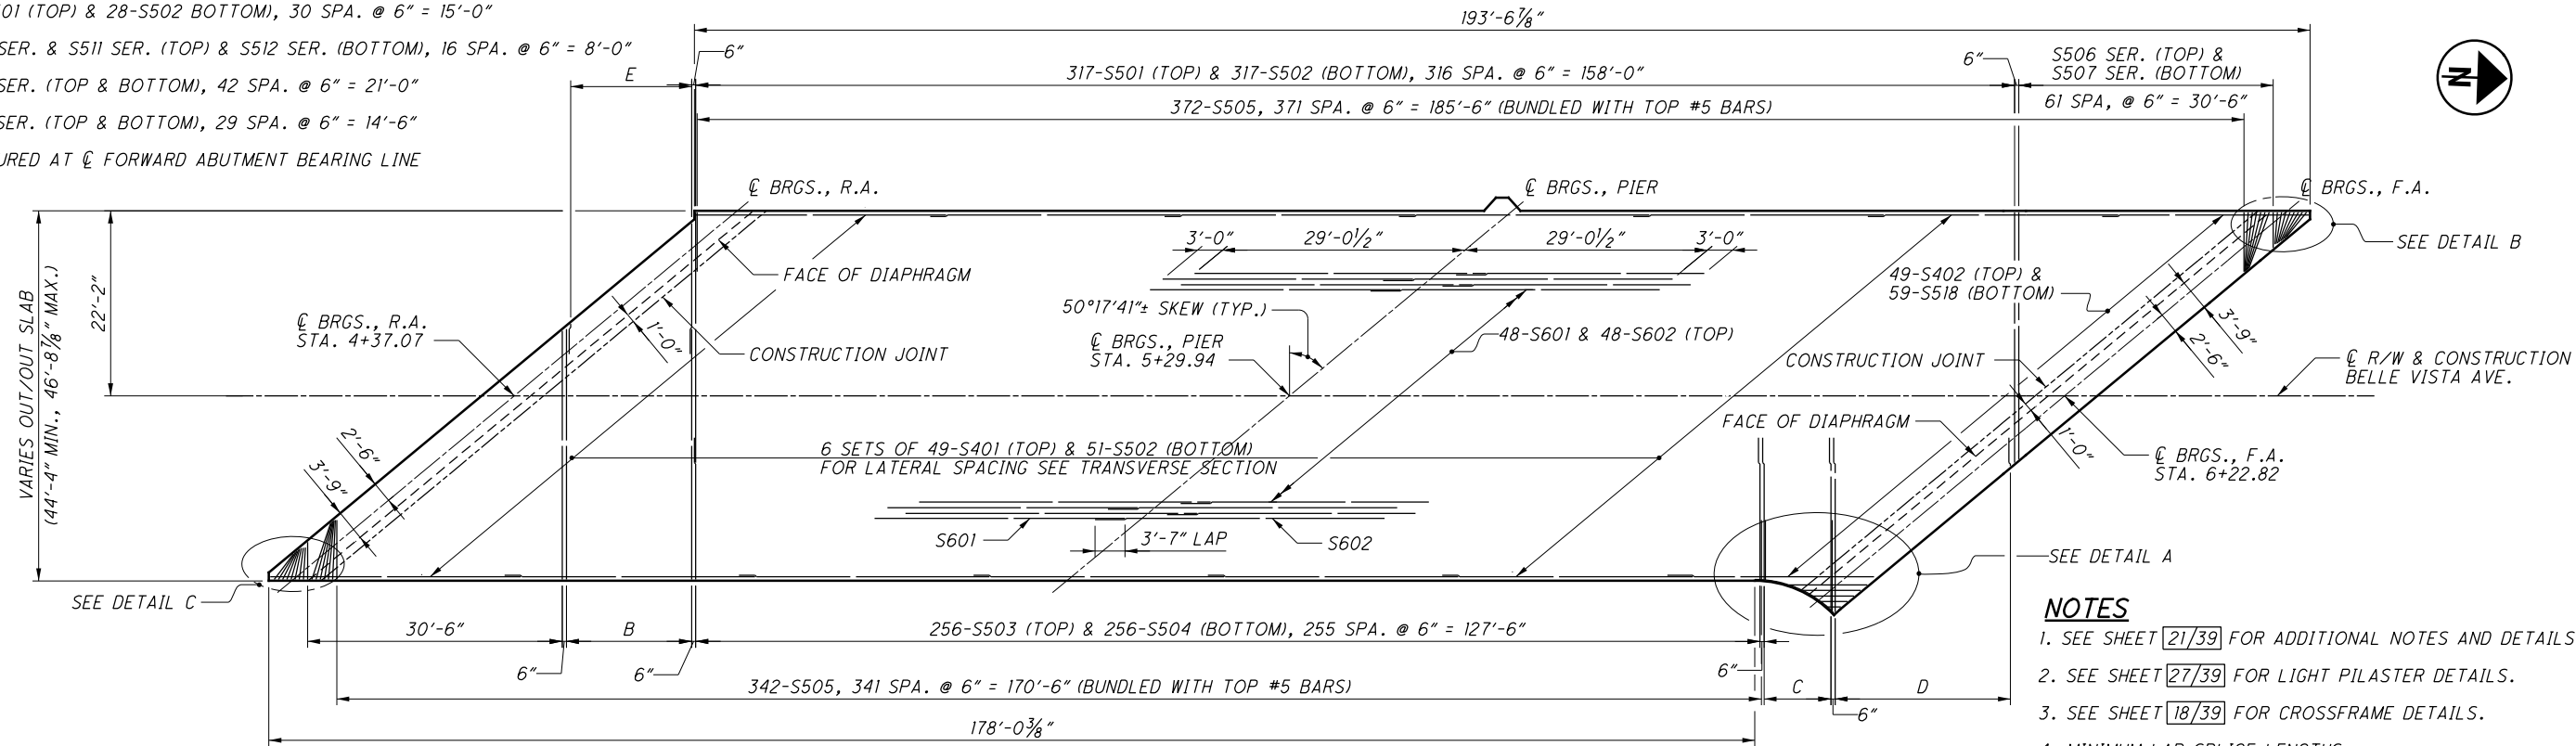 01 (TOP) & 28-S502 BOTTOM), 30 SPA. @ 6" = 15'-0"
SER. & S511 SER. (TOP) & S512 SER. (BOTTOM), 16 SPA. @ 6" = 8'-0"
SER. (TOP & BOTTOM), 42 SPA. @ 6" = 21'-0"
SER. (TOP & BOTTOM), 29 SPA. @ 6" = 14'-6"
URED AT ℄ FORWARD ABUTMENT BEARING LINE
193'-6⅞"
6"
E
317-S501 (TOP) & 317-S502 (BOTTOM), 316 SPA. @ 6" = 158'-0"
6"
S506 SER. (TOP) &
S507 SER. (BOTTOM)
61 SPA, @ 6" = 30'-6"
372-S505, 371 SPA. @ 6" = 185'-6" (BUNDLED WITH TOP #5 BARS)
N
℄ BRGS., R.A.
℄ BRGS., PIER
℄ BRGS., F.A.
SEE DETAIL B
VARIES OUT/OUT SLAB
(44'-4" MIN., 46'-8⅞" MAX.)
22'-2"
FACE OF DIAPHRAGM
3'-0"
29'-0½"
29'-0½"
3'-0"
49-S402 (TOP) &
59-S518 (BOTTOM)
℄ BRGS., R.A.
STA. 4+37.07
1'-0"
CONSTRUCTION JOINT
50°17'41"± SKEW (TYP.)
℄ BRGS., PIER
STA. 5+29.94
48-S601 & 48-S602 (TOP)
CONSTRUCTION JOINT
3'-9"
2'-6"
℄ R/W & CONSTRUCTION
BELLE VISTA AVE.
FACE OF DIAPHRAGM
1'-0"
℄ BRGS., F.A.
STA. 6+22.82
2'-6"
3'-9"
6 SETS OF 49-S401 (TOP) & 51-S502 (BOTTOM)
FOR LATERAL SPACING SEE TRANSVERSE SECTION
S601
3'-7" LAP
S602
SEE DETAIL A
SEE DETAIL C
30'-6"
B
256-S503 (TOP) & 256-S504 (BOTTOM), 255 SPA. @ 6" = 127'-6"
6"
6"
6"
C
D
6"
342-S505, 341 SPA. @ 6" = 170'-6" (BUNDLED WITH TOP #5 BARS)
178'-0⅜"
NOTES
1. SEE SHEET 21/39 FOR ADDITIONAL NOTES AND DETAILS
2. SEE SHEET 27/39 FOR LIGHT PILASTER DETAILS.
3. SEE SHEET 18/39 FOR CROSSFRAME DETAILS.
4. MINIMUM LAP SPLICE LENGTHS